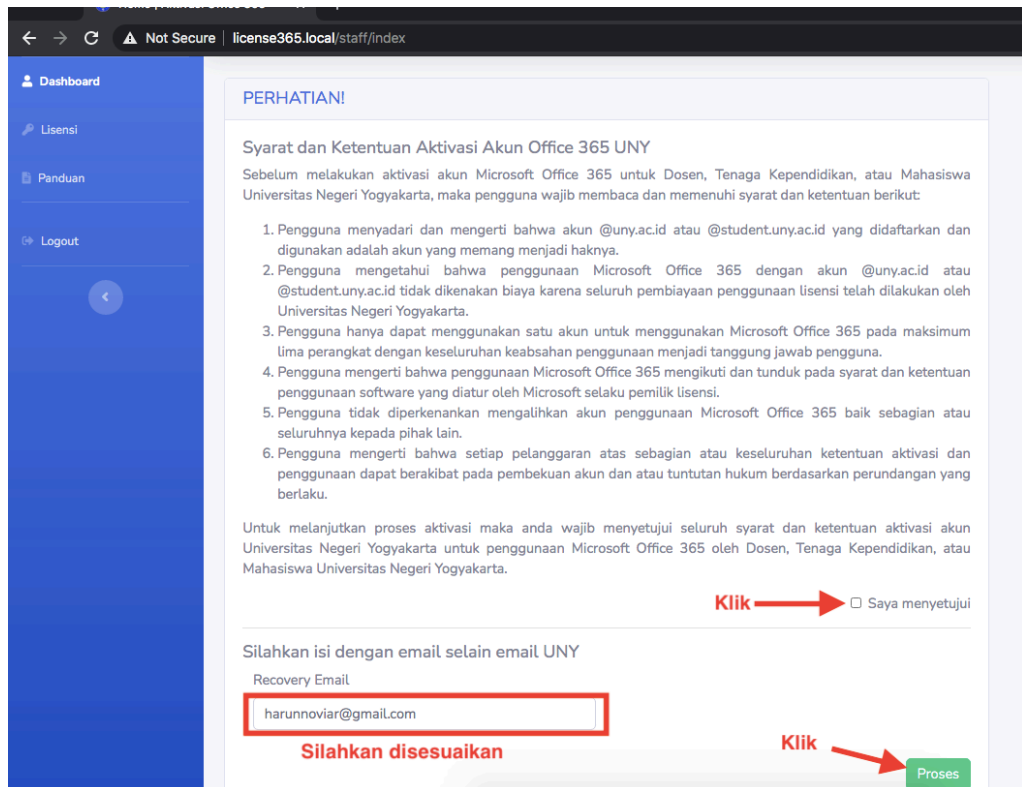 Not Secure | license365.local/staff/index
Dashboard
Lisensi
Panduan
Logout
PERHATIAN!
Syarat dan Ketentuan Aktivasi Akun Office 365 UNY
Sebelum melakukan aktivasi akun Microsoft Office 365 untuk Dosen, Tenaga Kependidikan, atau Mahasiswa
Universitas Negeri Yogyakarta, maka pengguna wajib membaca dan memenuhi syarat dan ketentuan berikut:
1. Pengguna menyadari dan mengerti bahwa akun @uny.ac.id atau @student.uny.ac.id yang didaftarkan dan
digunakan adalah akun yang memang menjadi haknya.
2. Pengguna mengetahui bahwa penggunaan Microsoft Office 365 dengan akun @uny.ac.id atau
@student.uny.ac.id tidak dikenakan biaya karena seluruh pembiayaan penggunaan lisensi telah dilakukan oleh
Universitas Negeri Yogyakarta.
3. Pengguna hanya dapat menggunakan satu akun untuk menggunakan Microsoft Office 365 pada maksimum
lima perangkat dengan keseluruhan keabsahan penggunaan menjadi tanggung jawab pengguna.
4. Pengguna mengerti bahwa penggunaan Microsoft Office 365 mengikuti dan tunduk pada syarat dan ketentuan
penggunaan software yang diatur oleh Microsoft selaku pemilik lisensi.
5. Pengguna tidak diperkenankan mengalihkan akun penggunaan Microsoft Office 365 baik sebagian atau
seluruhnya kepada pihak lain.
6. Pengguna mengerti bahwa setiap pelanggaran atas sebagian atau keseluruhan ketentuan aktivasi dan
penggunaan dapat berakibat pada pembekuan akun dan atau tuntutan hukum berdasarkan perundangan yang
berlaku.
Untuk melanjutkan proses aktivasi maka anda wajib menyetujui seluruh syarat dan ketentuan aktivasi akun
Universitas Negeri Yogyakarta untuk penggunaan Microsoft Office 365 oleh Dosen, Tenaga Kependidikan, atau
Mahasiswa Universitas Negeri Yogyakarta.
Klik Saya menyetujui
Silahkan isi dengan email selain email UNY
Recovery Email
harunnoviar@gmail.com
Silahkan disesuaikan
Klik
Proses